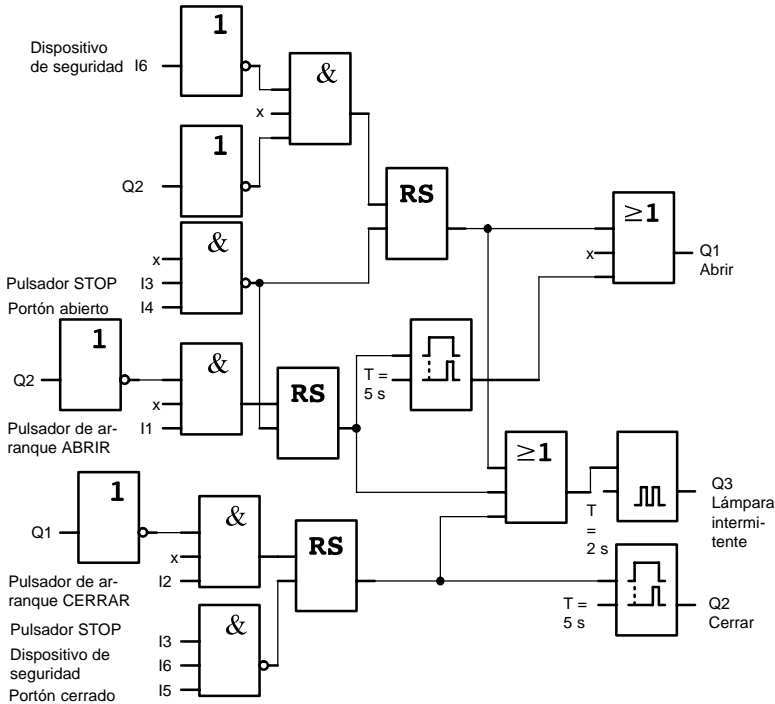 1
Dispositivo
de seguridad I6
&
x
1
Q2
RS
≥1
&
x
Q1
x
Abrir
Pulsador STOP I3
Portón abierto I4
1
&
T =
5 s
Q2
RS
x
Pulsador de ar-
ranque ABRIR
I1
≥1
Q3
Lámpara
intermi-
tente
1
T
=
2 s
&
Q1
RS
x
Pulsador de ar-
ranque CERRAR
I2
T =
5 s
Q2
Cerrar
Pulsador STOP
I3
&
Dispositivo de
seguridad
I6
Portón cerrado
I5